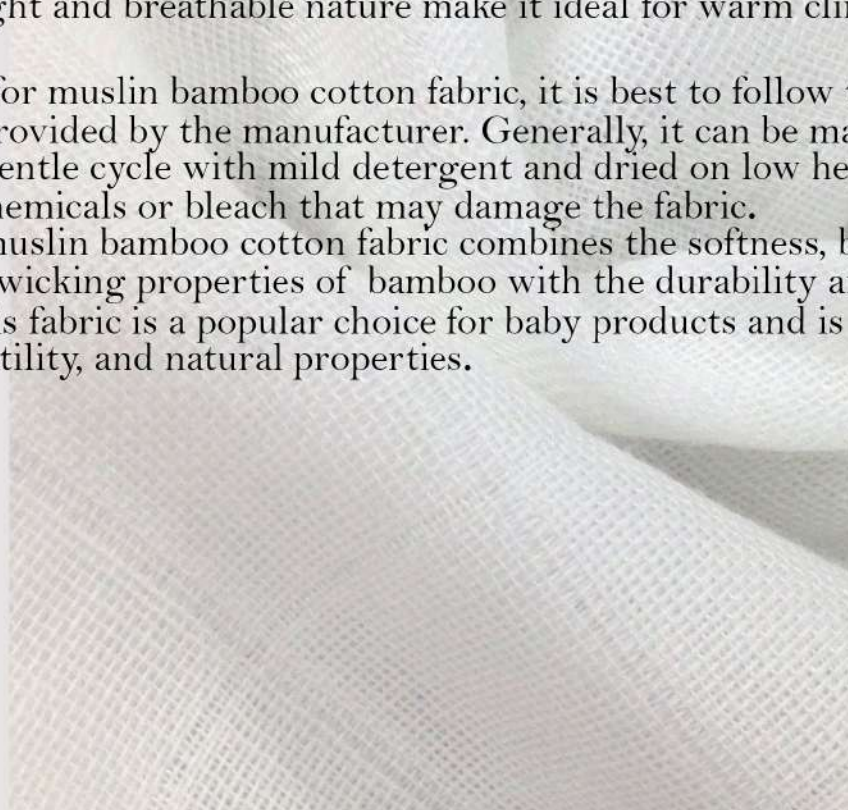 ght and breathable nature make it ideal for warm cli
for muslin bamboo cotton fabric, it is best to follow
rovided by the manufacturer. Generally, it can be ma
entle cycle with mild detergent and dried on low he
hemicals or bleach that may damage the fabric.
muslin bamboo cotton fabric combines the softness, b
wicking properties of bamboo with the durability a
s fabric is a popular choice for baby products and is
tility, and natural properties.